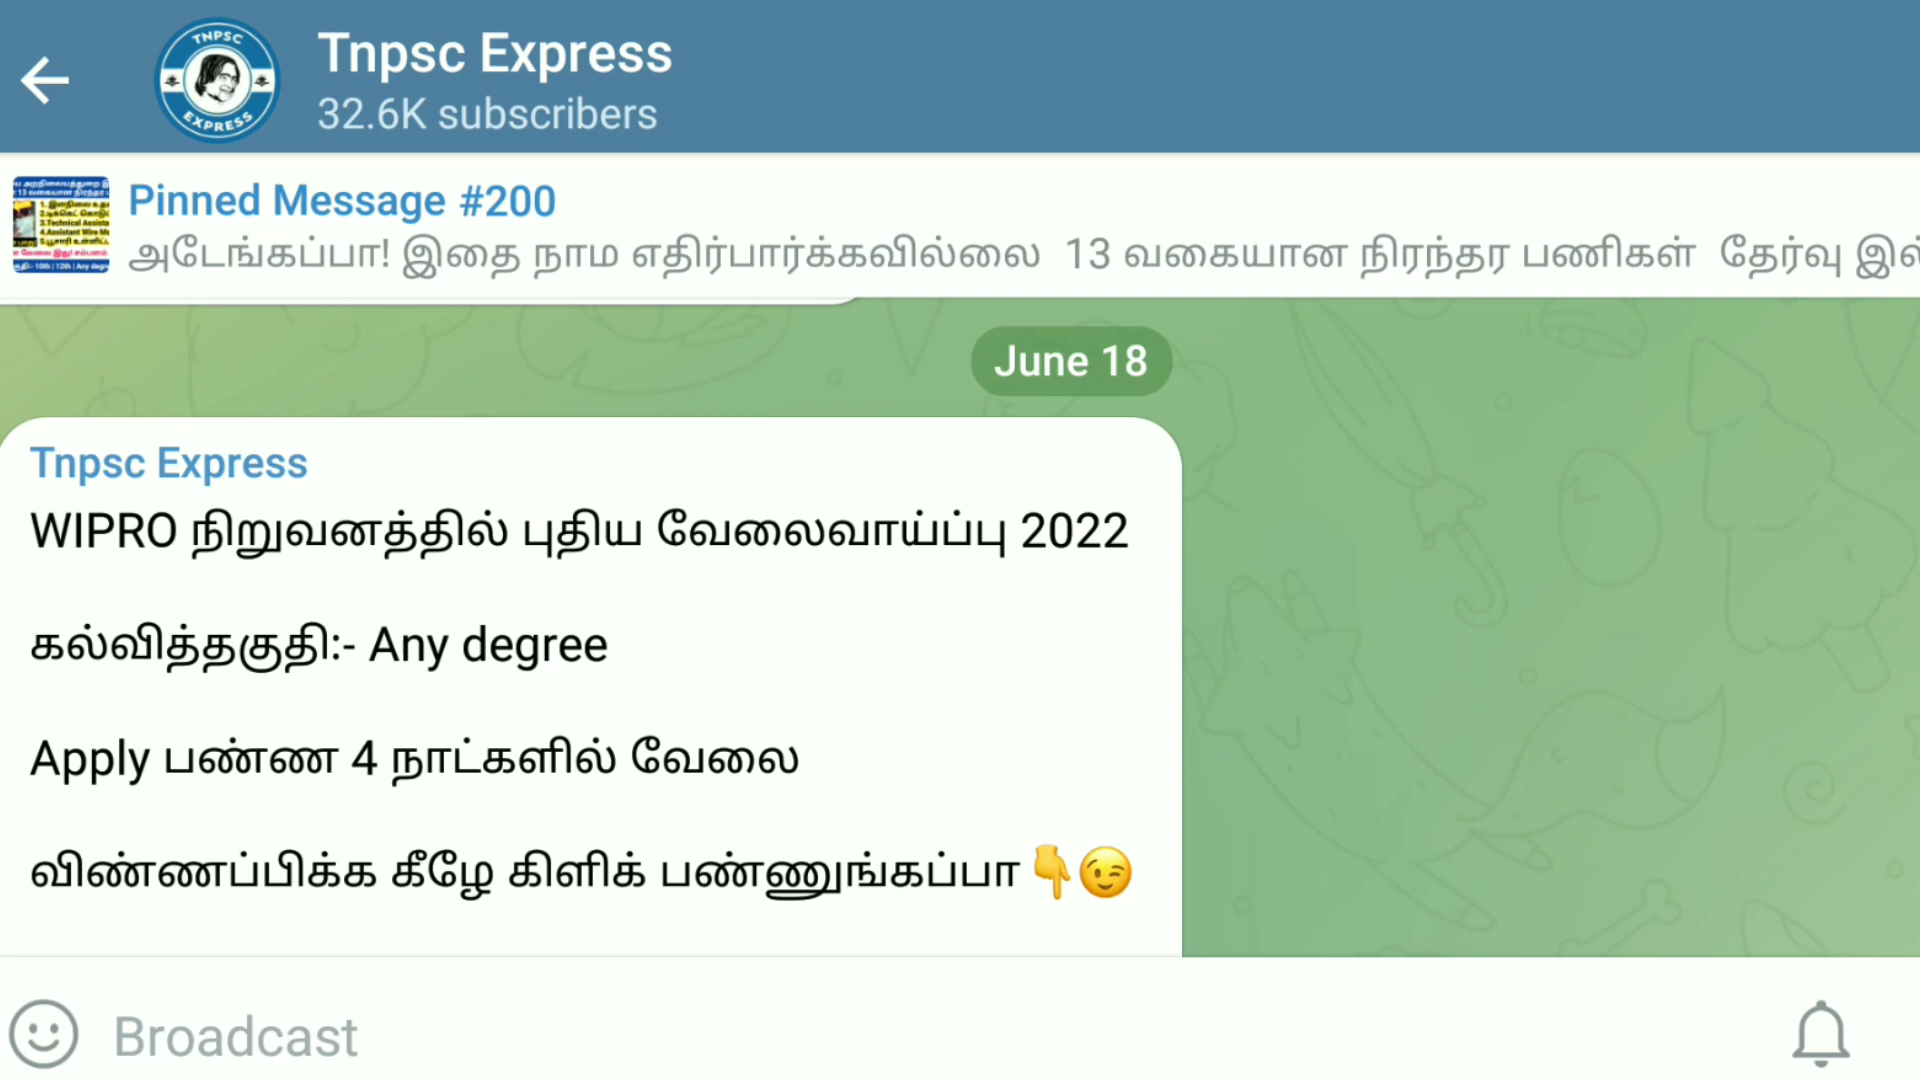 TNPSC
EXPRESS
Tnpsc Express
32.6K subscribers
Pinned Message #200
அடேங்கப்பா! இதை நாம எதிர்பார்க்கவில்லை 13 வகையான நிரந்தர பணிகள் தேர்வு இல்
June 18
Tnpsc Express
WIPRO நிறுவனத்தில் புதிய வேலைவாய்ப்பு 2022
கல்வித்தகுதி:- Any degree
Apply பண்ண 4 நாட்களில் வேலை
விண்ணப்பிக்க கீழே கிளிக் பண்ணுங்கப்பா 👇😉
Broadcast